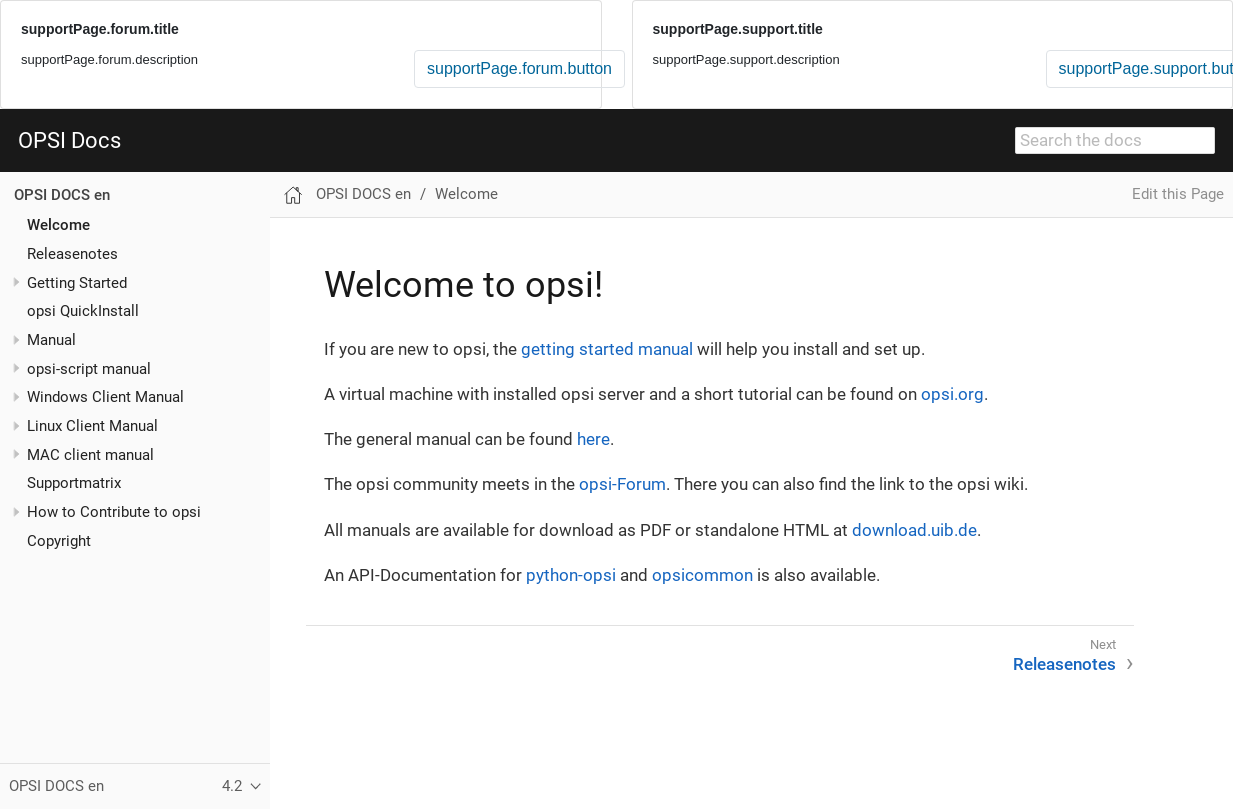 supportPage.forum.title
supportPage.forum.description
supportPage.forum.button
supportPage.support.title
supportPage.support.description
supportPage.support.but
OPSI Docs
Search the docs
OPSI DOCS en
Welcome
Releasenotes
Getting Started
opsi QuickInstall
Manual
opsi-script manual
Windows Client Manual
Linux Client Manual
MAC client manual
Supportmatrix
How to Contribute to opsi
Copyright
OPSI DOCS en
4.2
OPSI DOCS en / Welcome
Edit this Page
Welcome to opsi!
If you are new to opsi, the getting started manual will help you install and set up.
A virtual machine with installed opsi server and a short tutorial can be found on opsi.org.
The general manual can be found here.
The opsi community meets in the opsi-Forum. There you can also find the link to the opsi wiki.
All manuals are available for download as PDF or standalone HTML at download.uib.de.
An API-Documentation for python-opsi and opsicommon is also available.
Next
Releasenotes ›